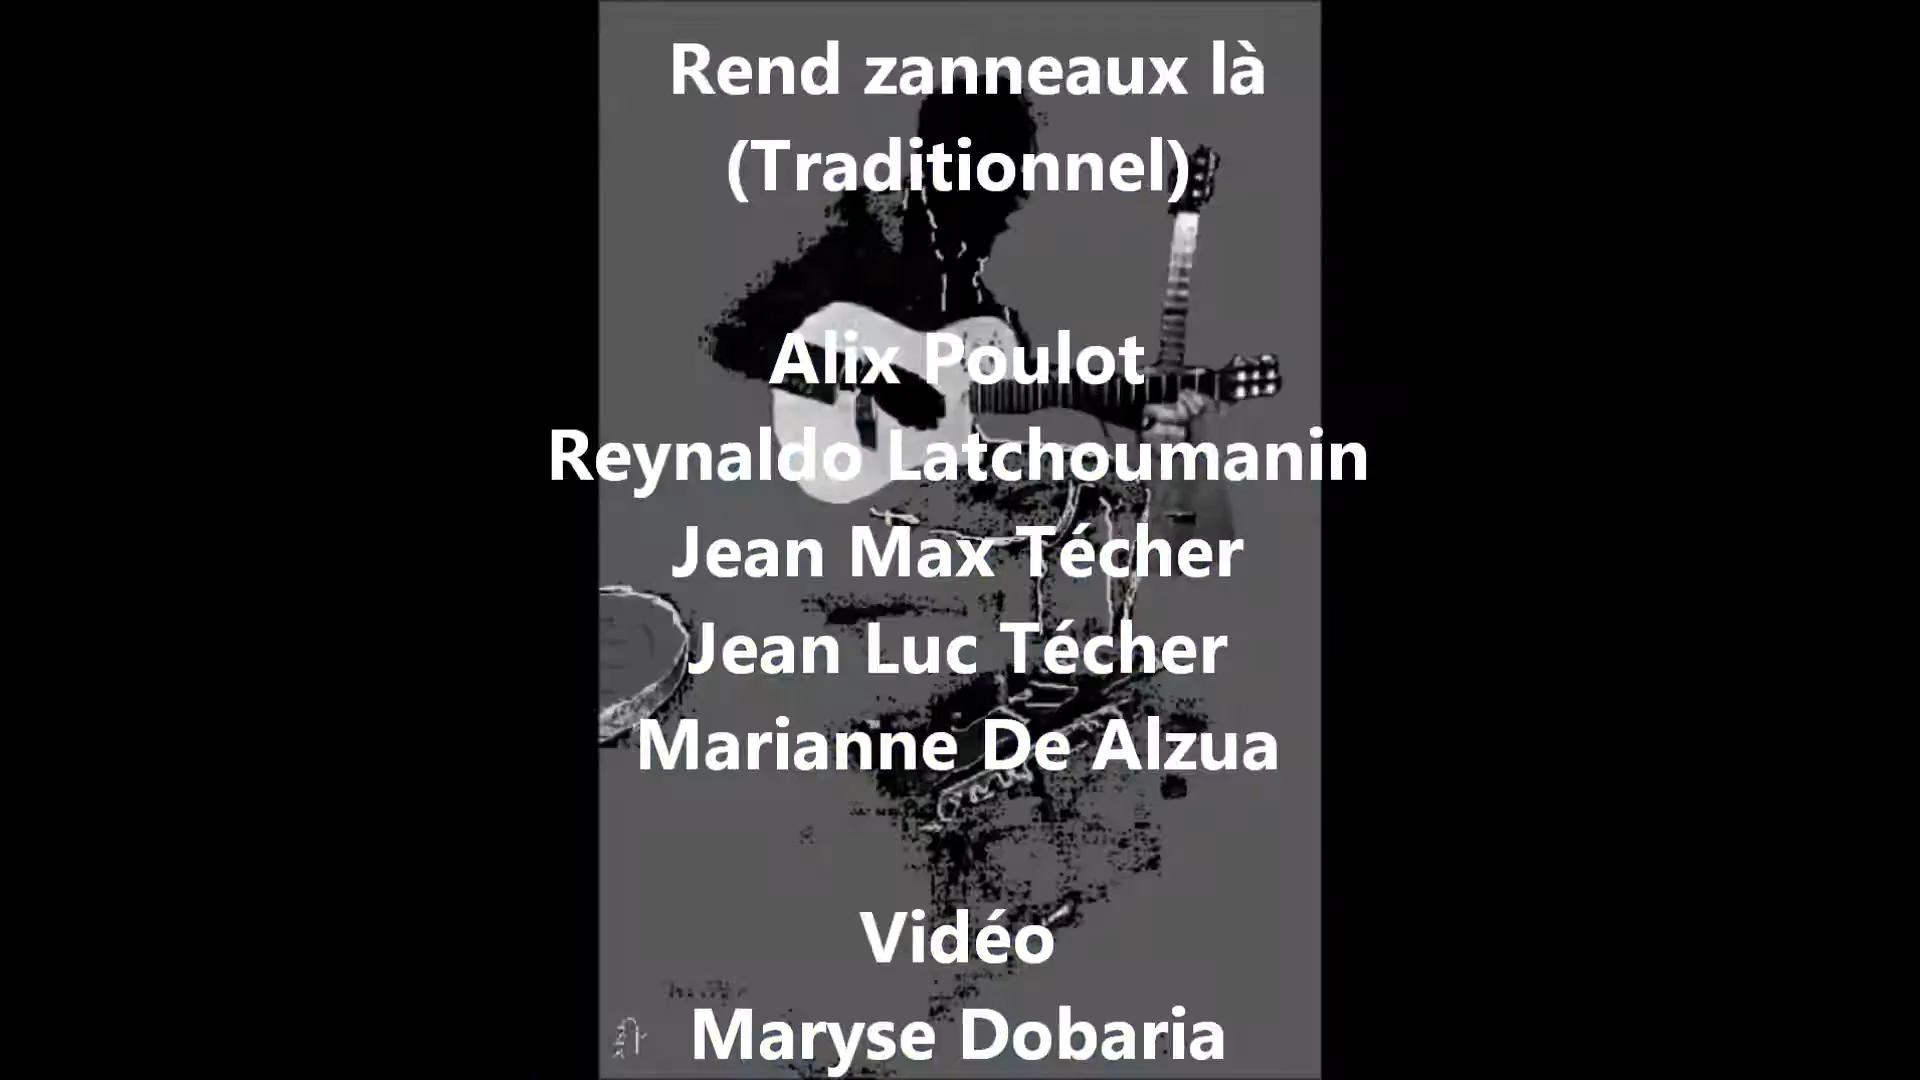 Rend zanneaux là
(Traditionnel)
Alix Poulot
Reynaldo Latchoumanin
Jean Max Técher
Jean Luc Técher
Marianne De Alzua
Vidéo
Maryse Dobaria